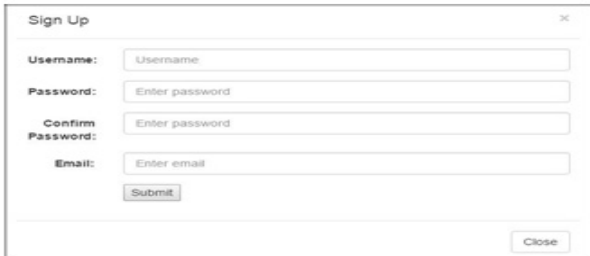 Sign Up ×
Username: Username
Password: Enter password
Confirm Password: Enter password
Email: Enter email
Submit
Close